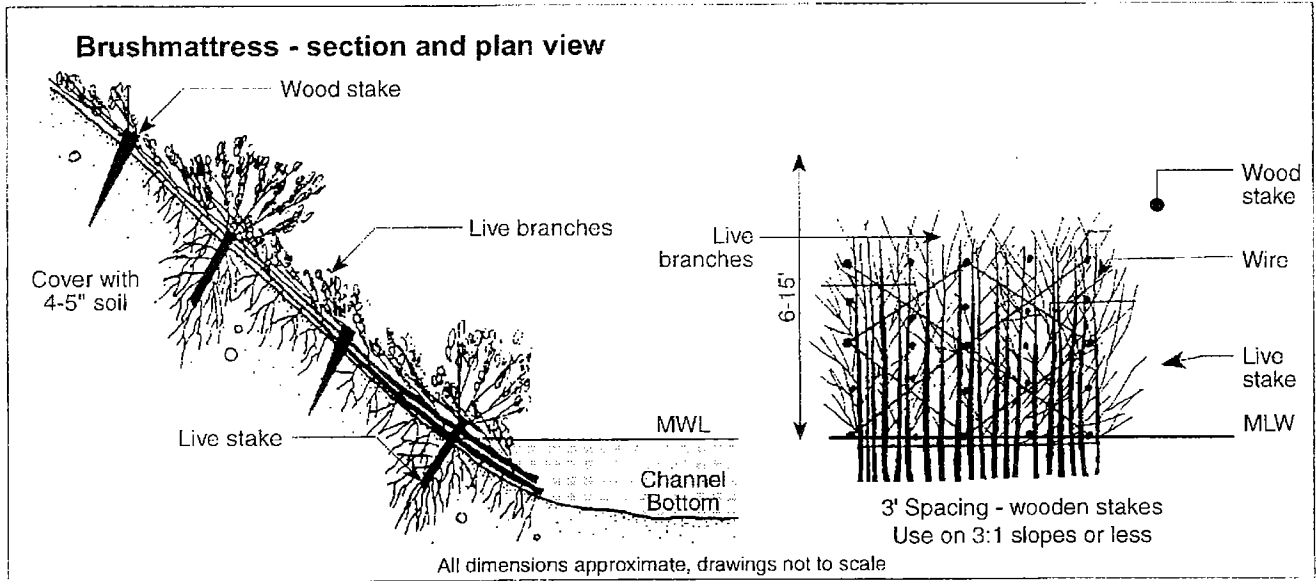 Brushmattress - section and plan view
Wood stake
Live branches
Cover with
4-5" soil
Live stake
MWL
Channel
Bottom
Wood
stake
Live
branches
Wire
6-15'
Live
stake
MLW
3' Spacing - wooden stakes
Use on 3:1 slopes or less
All dimensions approximate, drawings not to scale